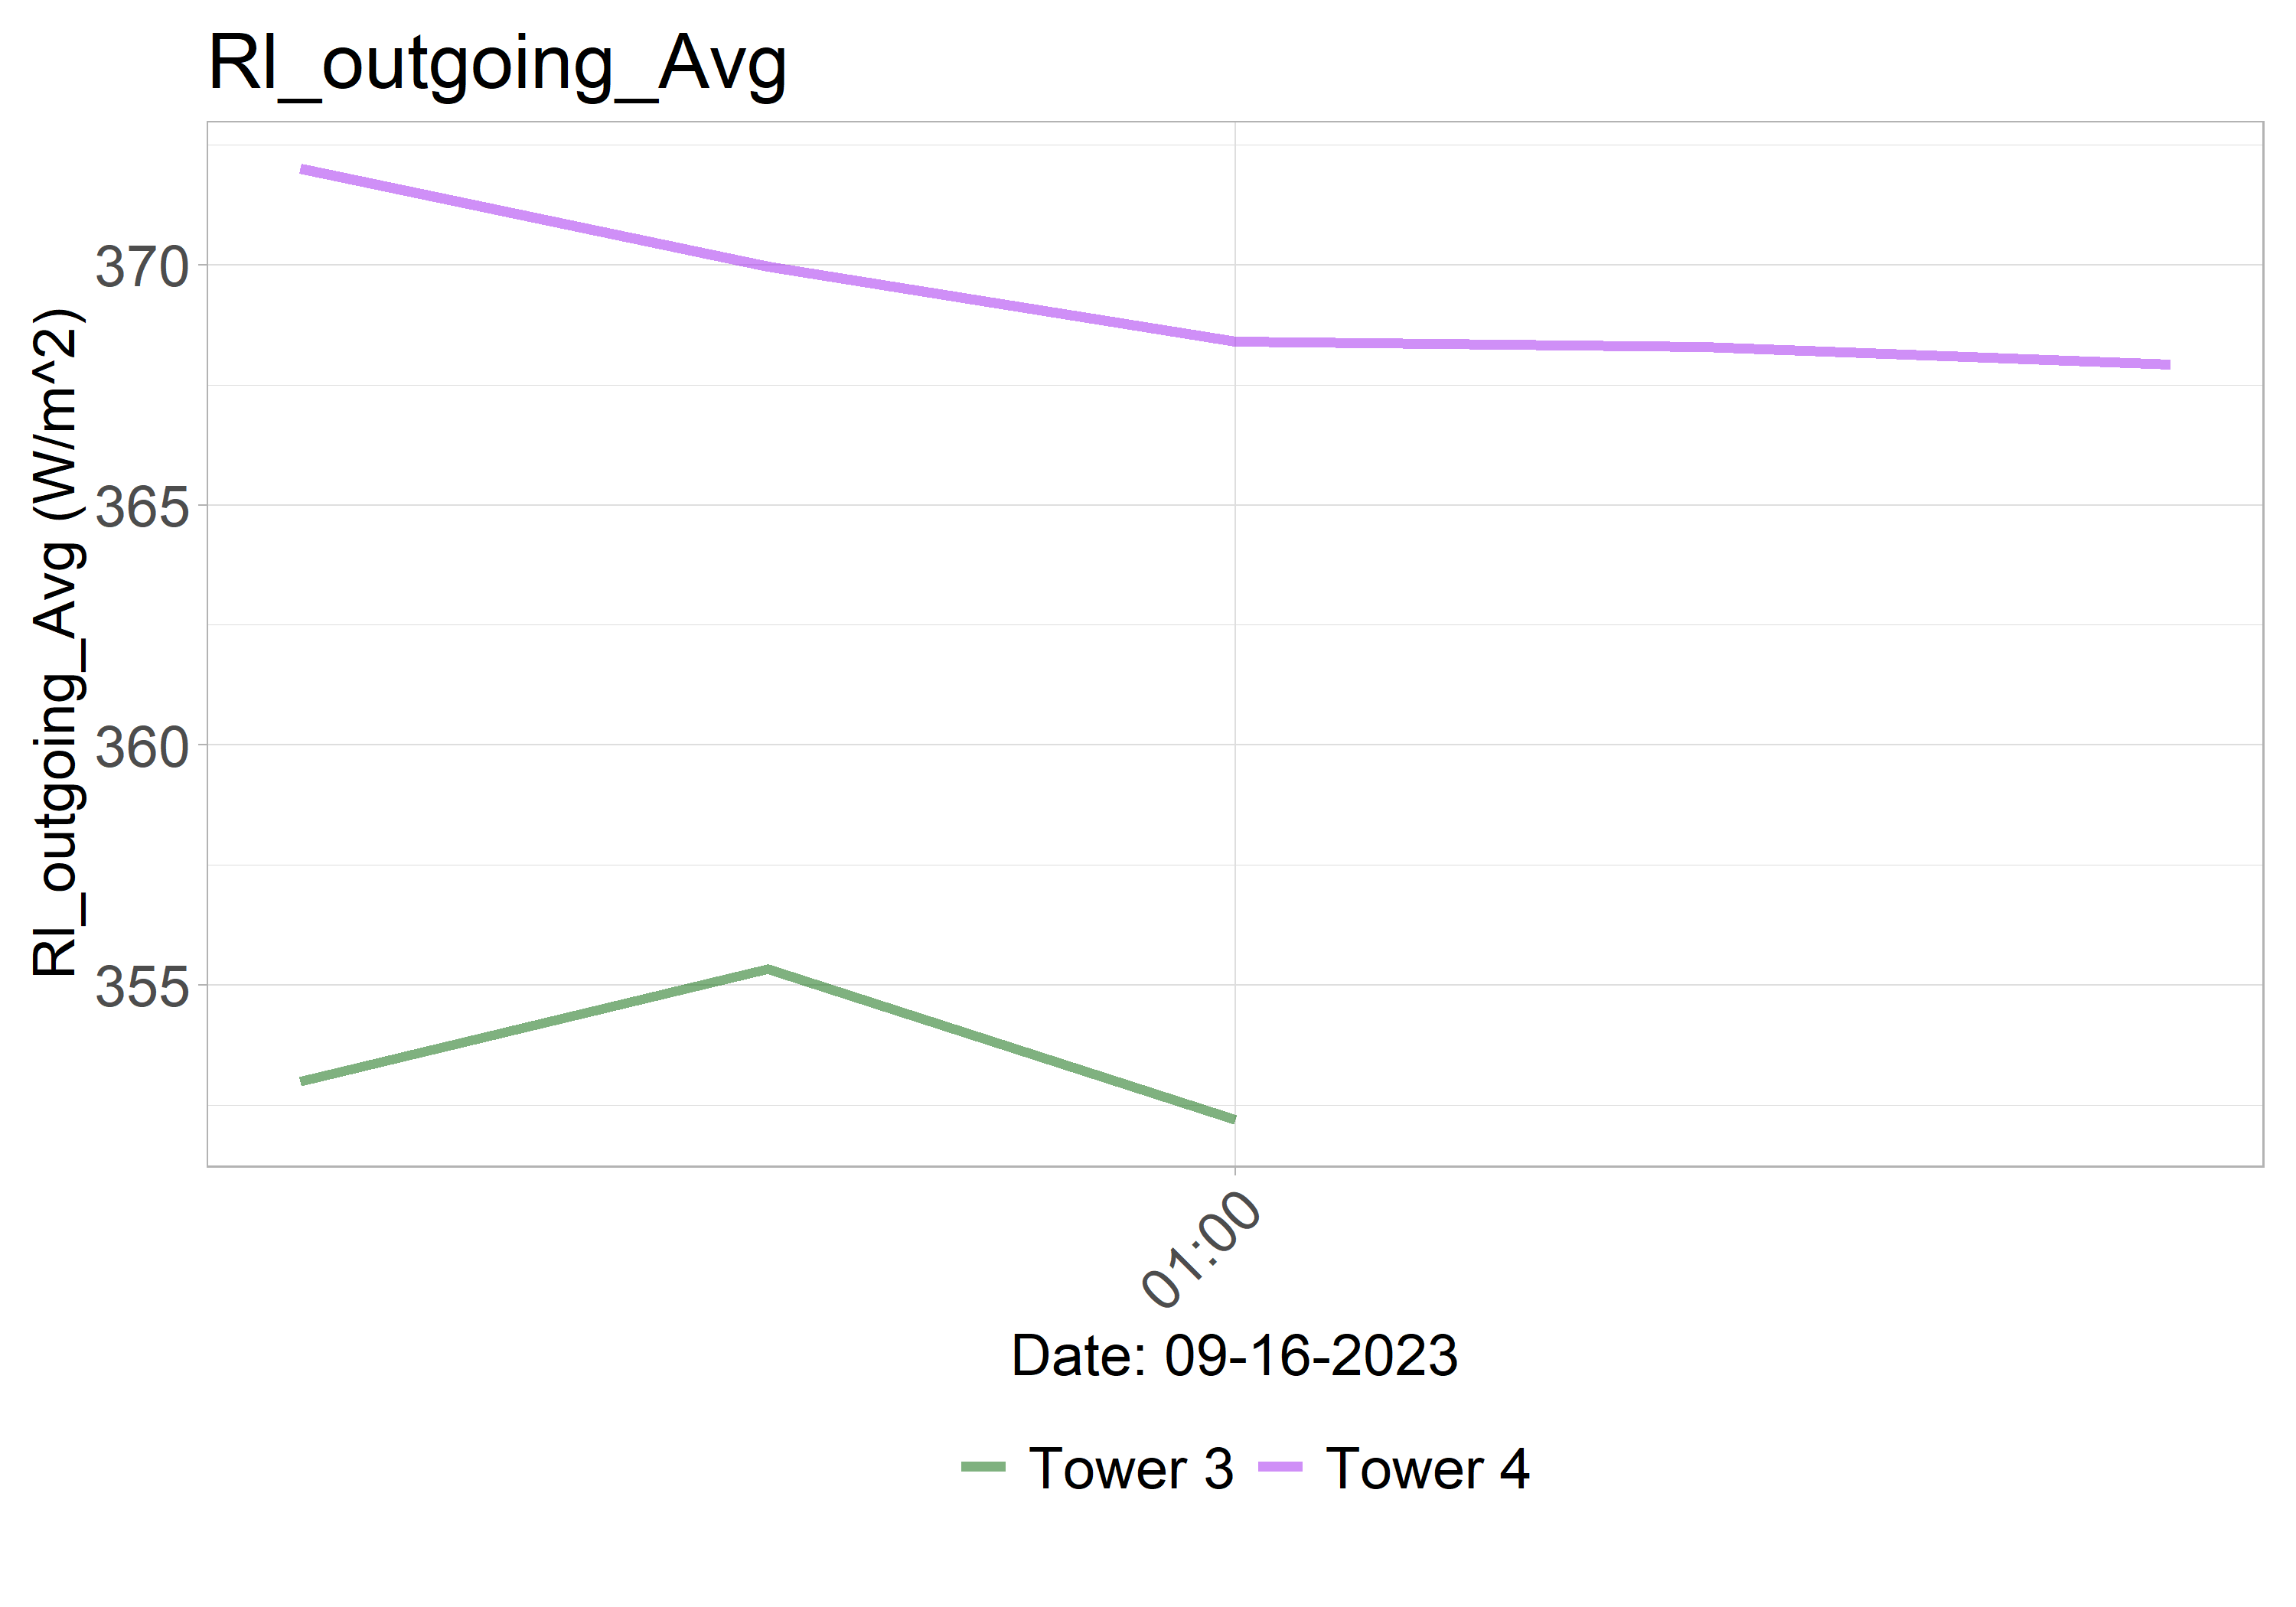 Rl_outgoing_Avg
Rl_outgoing_Avg (W/m^2)
370
365
360
355
01:00
Date: 09-16-2023
Tower 3 Tower 4